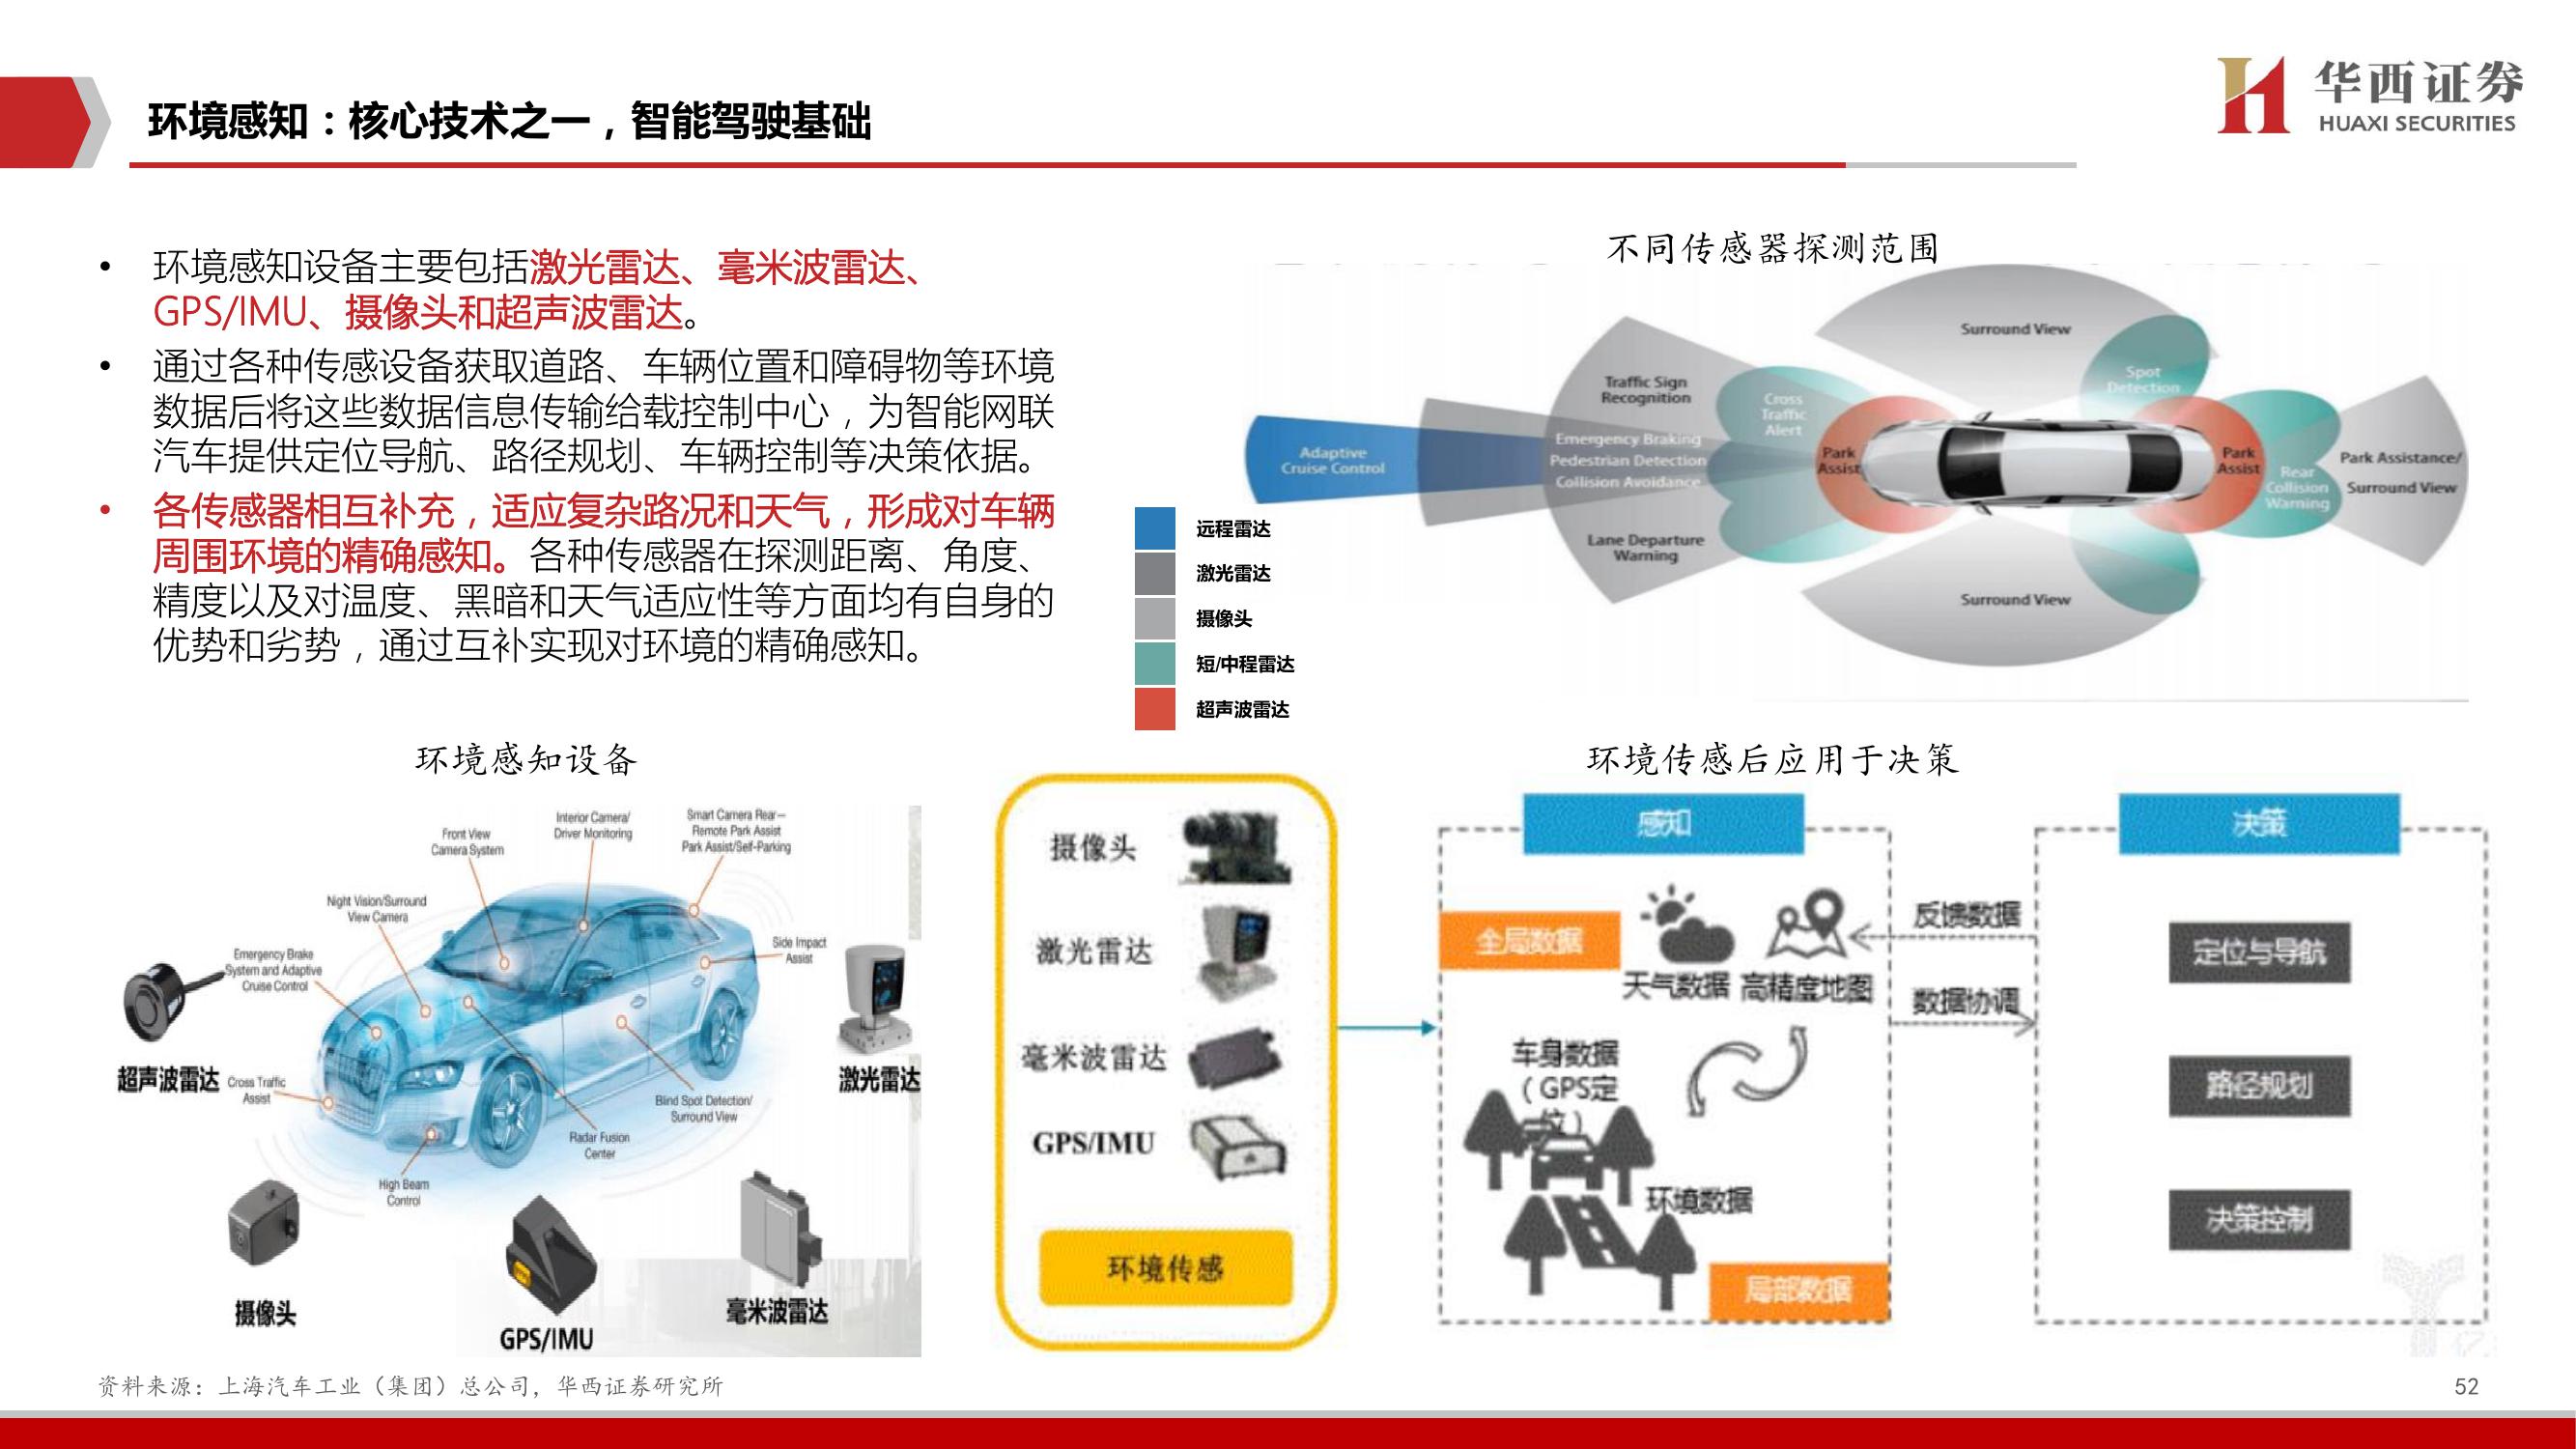 环境感知：核心技术之一，智能驾驶基础
华西证券
HUAXI SECURITIES
• 环境感知设备主要包括激光雷达、毫米波雷达、
GPS/IMU、摄像头和超声波雷达。
• 通过各种传感设备获取道路、车辆位置和障碍物等环境
数据后将这些数据信息传输给载控制中心，为智能网联
汽车提供定位导航、路径规划、车辆控制等决策依据。
• 各传感器相互补充，适应复杂路况和天气，形成对车辆
周围环境的精确感知。各种传感器在探测距离、角度、
精度以及对温度、黑暗和天气适应性等方面均有自身的
优势和劣势，通过互补实现对环境的精确感知。
不同传感器探测范围
Surround View
Spot
Detection
Traffic Sign
Recognition
Cross
Traffic
Alert
Adaptive
Cruise Control
Emergency Braking
Pedestrian Detection
Collision Avoidance
Park
Assist
Park
Assist
Rear
Collision
Warning
Park Assistance/
Surround View
Lane Departure
Warning
Surround View
远程雷达
激光雷达
摄像头
短/中程雷达
超声波雷达
环境感知设备
Interior Camera/
Driver Monitoring
Smart Camera Rear—
Remote Park Assist
Park Assist/Self-Parking
Front View
Camera System
Night Vision/Surround
View Camera
Emergency Brake
System and Adaptive
Cruise Control
Side Impact
Assist
超声波雷达
Cross Traffic
Assist
激光雷达
Blind Spot Detection/
Surround View
Radar Fusion
Center
High Beam
Control
摄像头
GPS/IMU
毫米波雷达
环境传感后应用于决策
摄像头
激光雷达
毫米波雷达
GPS/IMU
环境传感
感知
全局数据
天气数据 高精度地图
车身数据
（GPS定
位）
环境数据
局部数据
反馈数据
数据协调
决策
定位与导航
路径规划
决策控制
资料来源：上海汽车工业（集团）总公司，华西证券研究所
52